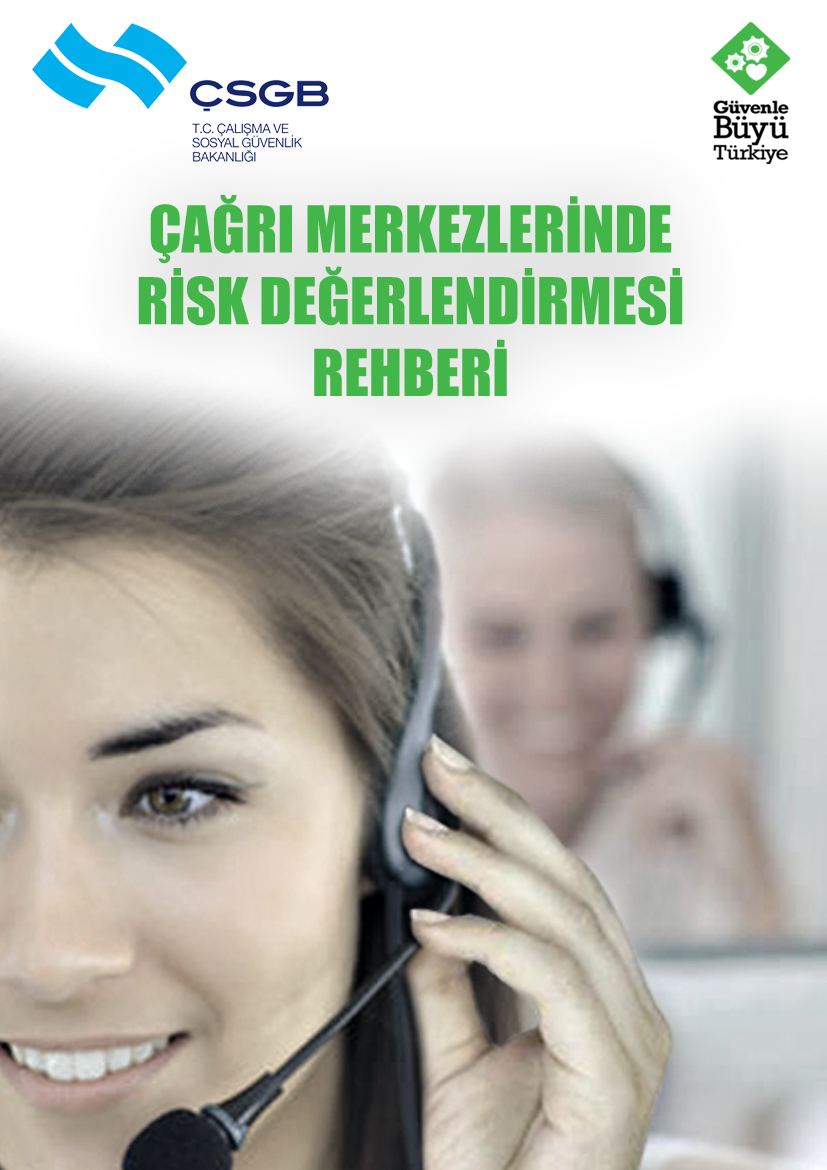 ÇSGB
T.C. ÇALIŞMA VE
SOSYAL GÜVENLİK
BAKANLIĞI
Güvenle
Büyü
Türkiye
ÇAĞRI MERKEZLERİNDE
RİSK DEĞERLENDİRMESİ
REHBERİ